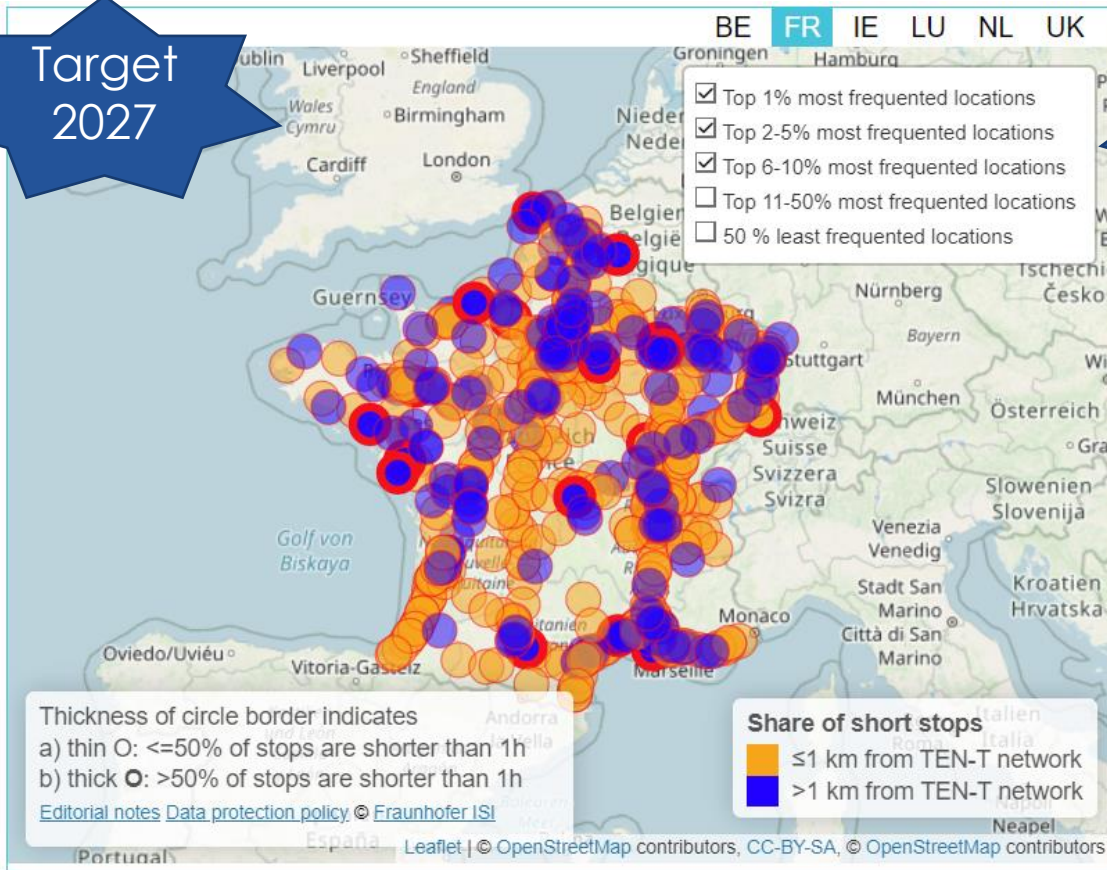 Target
2027
BE FR IE LU NL UK
Top 1% most frequented locations
Top 2-5% most frequented locations
Top 6-10% most frequented locations
Top 11-50% most frequented locations
50 % least frequented locations
Groningen
Hamburg
Liverpool
Sheffield
England
Wales
Cymru
Birmingham
Cardiff
London
Guernsey
Nürnberg
Česko
Bayern
Stuttgart
München
Österreich
Suisse
Svizzera
Svizra
Slowenien
Slovenija
Golf von
Biskaya
Venezia
Venedig
Kroatien
Hrvatska
Stadt San
Marino
Monaco
Città di San
Marino
Oviedo/Uviéu
Vitoria-Gasteiz
Marseille
Andorra
Thickness of circle border indicates
a) thin O: <=50% of stops are shorter than 1h
b) thick O: >50% of stops are shorter than 1h
Editorial notes Data protection policy © Fraunhofer ISI
Share of short stops
≤1 km from TEN-T network
>1 km from TEN-T network
Italien
Italia
Roma
Napoli
Neapel
España
Portugal
Leaflet | © OpenStreetMap contributors, CC-BY-SA, © OpenStreetMap contributors